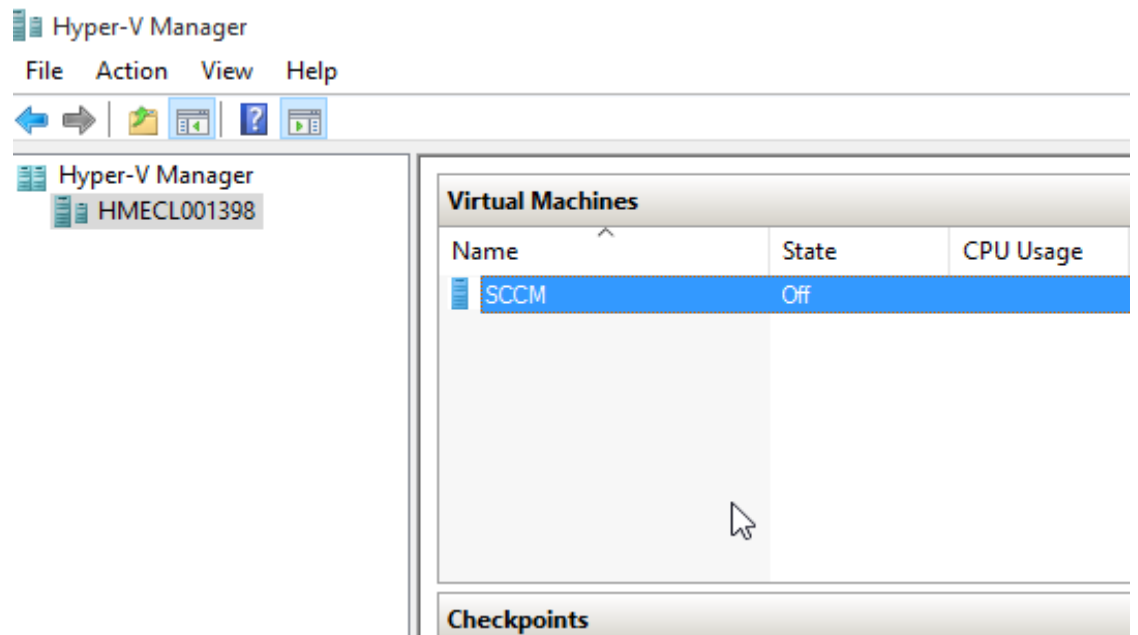 Hyper-V Manager
File Action View Help
Hyper-V Manager
HMECL001398
Virtual Machines
Name State CPU Usage
SCCM Off
Checkpoints